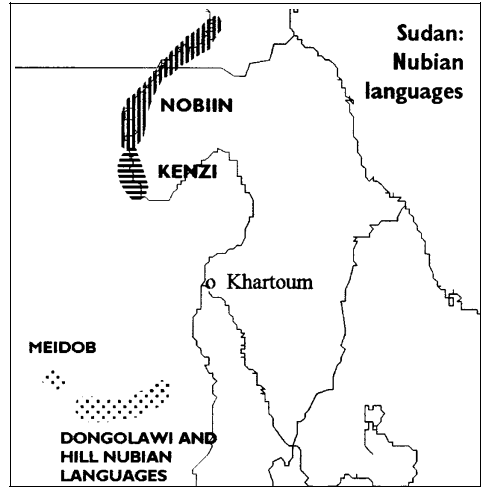 Sudan:
Nubian
languages
NOBIIN
KENZI
Khartoum
MEIDOB
DONGOLAWI AND
HILL NUBIAN
LANGUAGES